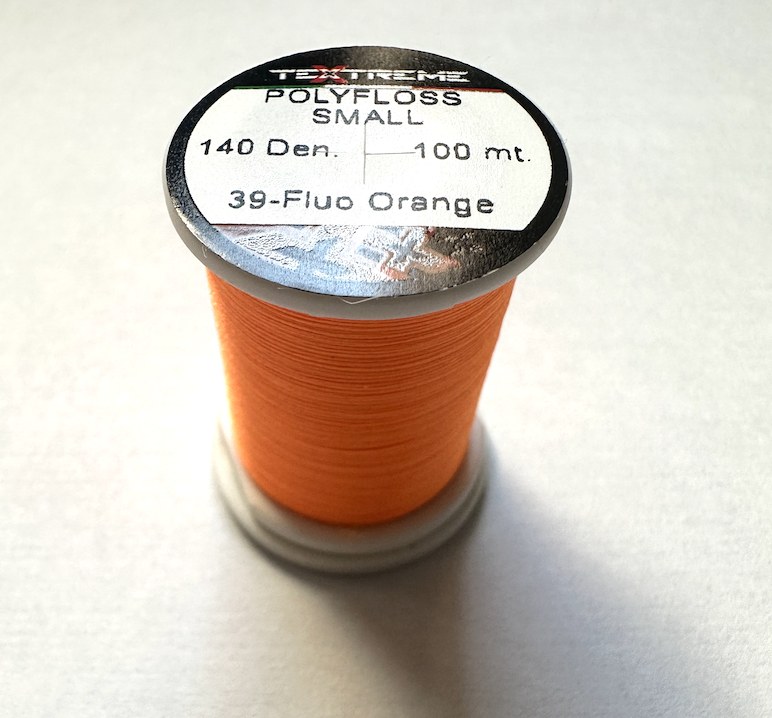 TEXTREME
POLYFLOSS
SMALL
140 Den. 100 mt.
39-Fluo Orange